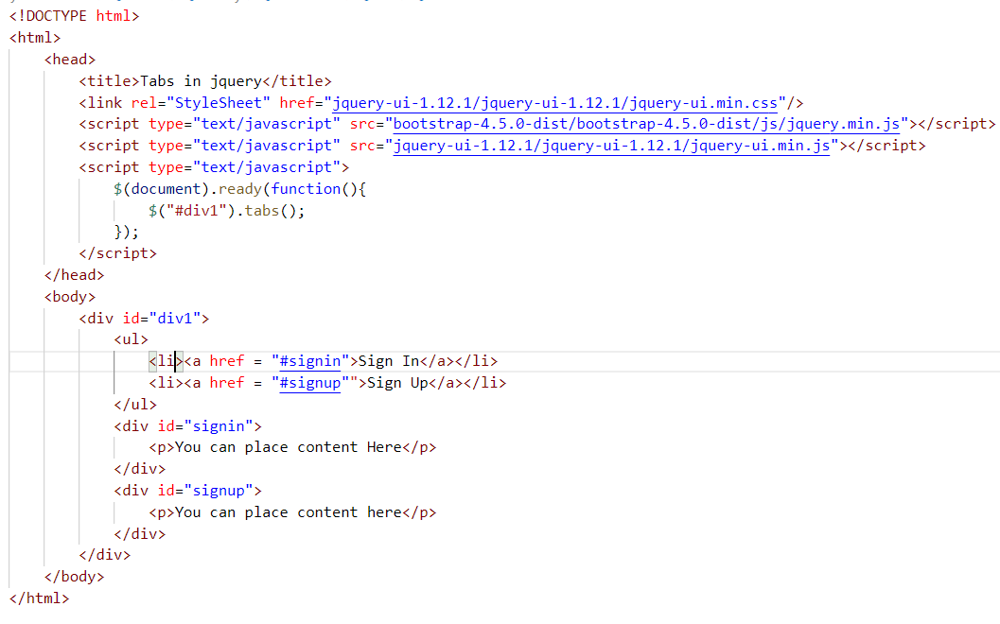 <!DOCTYPE html>
<html>
<head>
<title>Tabs in jquery</title>
<link rel="StyleSheet" href="jquery-ui-1.12.1/jquery-ui-1.12.1/jquery-ui.min.css"/>
<script type="text/javascript" src="bootstrap-4.5.0-dist/bootstrap-4.5.0-dist/js/jquery.min.js"></script>
<script type="text/javascript" src="jquery-ui-1.12.1/jquery-ui-1.12.1/jquery-ui.min.js"></script>
<script type="text/javascript">
$(document).ready(function(){
$("#div1").tabs();
});
</script>
</head>
<body>
<div id="div1">
<ul>
<li><a href = "#signin">Sign In</a></li>
<li><a href = "#signup"">Sign Up</a></li>
</ul>
<div id="signin">
<p>You can place content Here</p>
</div>
<div id="signup">
<p>You can place content here</p>
</div>
</div>
</body>
</html>